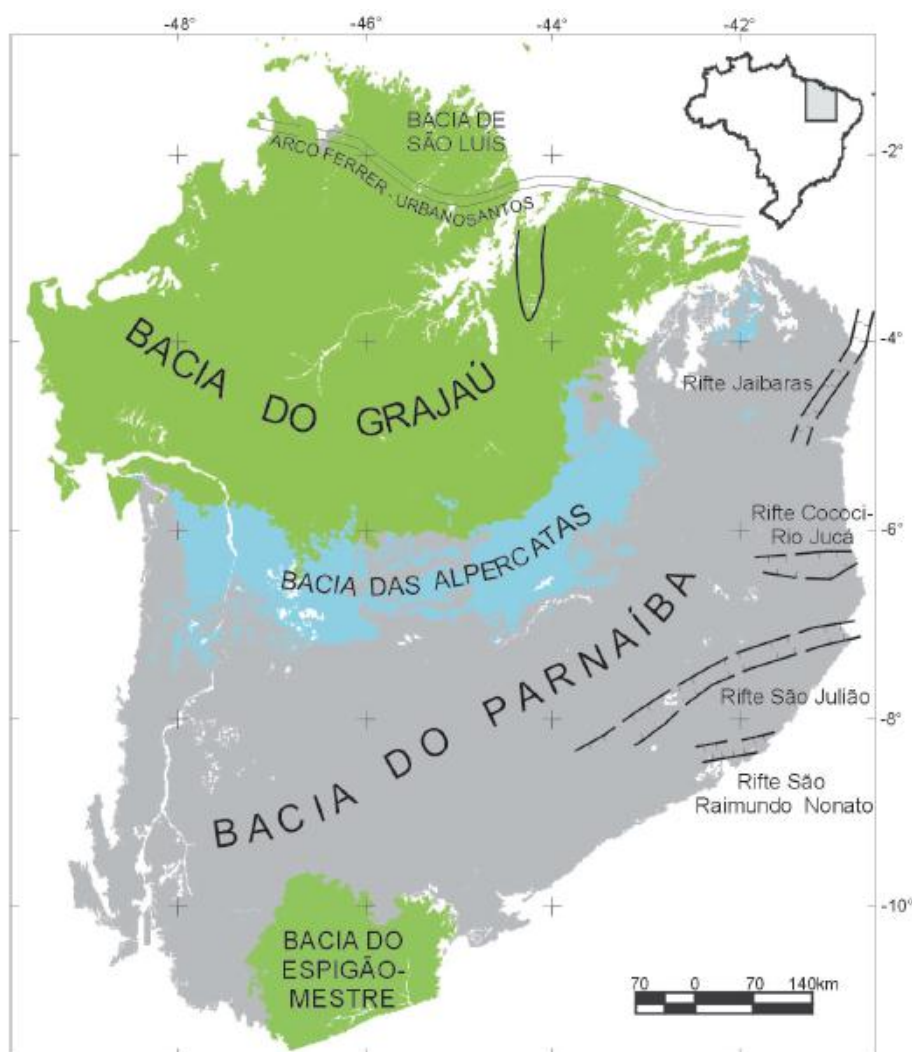 -48°
-46°
-44°
-42°
BACIA DE
SÃO LUÍS
-2°
ARCO FERRER - URBANOSANTOS
BACIA DO GRAJAÚ
-4°
Rifte Jaibaras
Rifte Cococi-
Rio Jucá
-6°
BACIA DAS ALPERCATAS
BACIA DO PARNAÍBA
Rifte São Julião
-8°
Rifte São
Raimundo Nonato
-10°
BACIA DO
ESPIGÃO-
MESTRE
70 0 70 140km